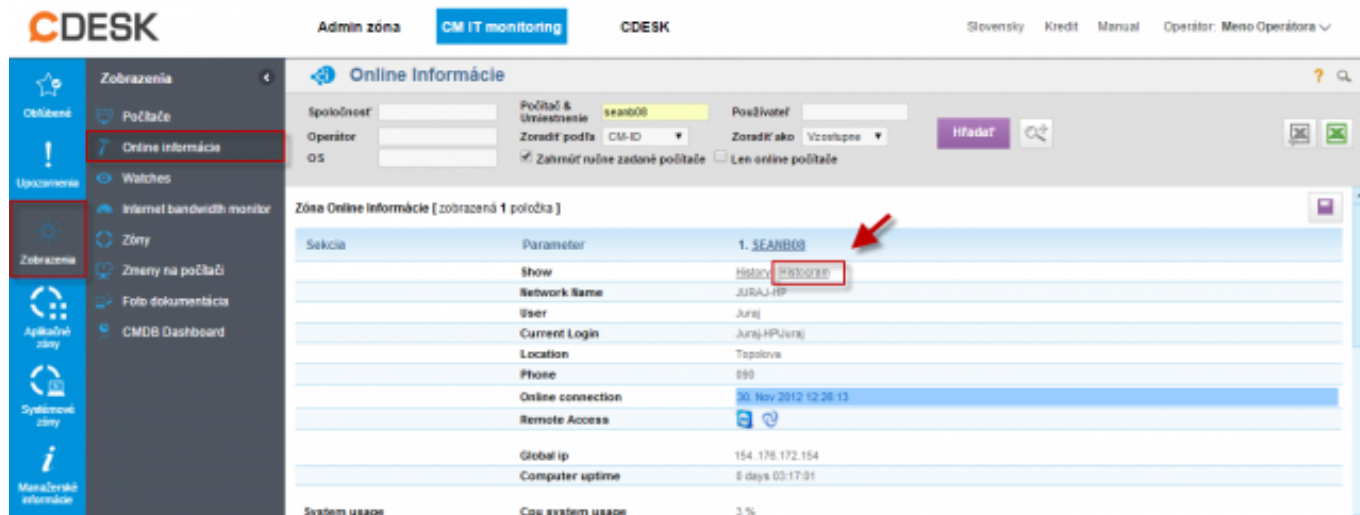 CDESK
Admin zóna CM IT monitoring CDESK Slovensky Kredit Manual Operátor: Meno Operátora
Obľúbené
Upozornenia
Zobrazenia
Aplikačné zóny
Systémové zóny
Manažerské informácie
Zobrazenia
Počítače
Online informácie
Watches
Internet bandwidth monitor
Zóny
Zmeny na počítači
Foto dokumentácia
CMDB Dashboard
Online Informácie ?
Spoločnosť Počítač & Umiestnenie seanb08 Používateľ
Operátor Zoradiť podľa CM-ID Zoradiť ako Vzostupne Hľadať
OS Zahrnúť ručne zadané počítače Len online počítače
Zóna Online Informácie [ zobrazená 1 položka ]
Sekcia Parameter 1. SEANB08
Show History Histogram
Network Name JURAJ-HP
User Juraj
Current Login Juraj-HP\Juraj
Location Topolova
Phone 090
Online connection 30. Nov 2012 12:26:13
Remote Access
Global ip 154.176.172.154
Computer uptime 0 days 03:17:01
System usage Cpu system usage 3 %